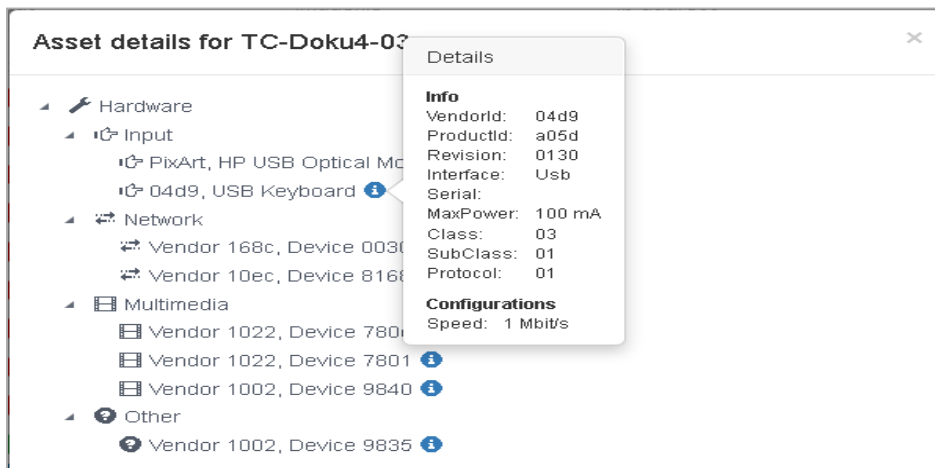 Asset details for TC-Doku4-03
×
Hardware
Input
PixArt, HP USB Optical
04d9, USB Keyboard
Network
Vendor 168c, Device
Vendor 10ec, Device 8168
Multimedia
Vendor 1022, Device
Vendor 1022, Device 7801
Vendor 1002, Device 9840
Other
Vendor 1002, Device 9835
Details
Info
VendorId: 04d9
ProductId: a05d
Revision: 0130
Interface: Usb
Serial:
MaxPower: 100 mA
Class: 03
SubClass: 01
Protocol: 01
Configurations
Speed: 1 Mbit/s